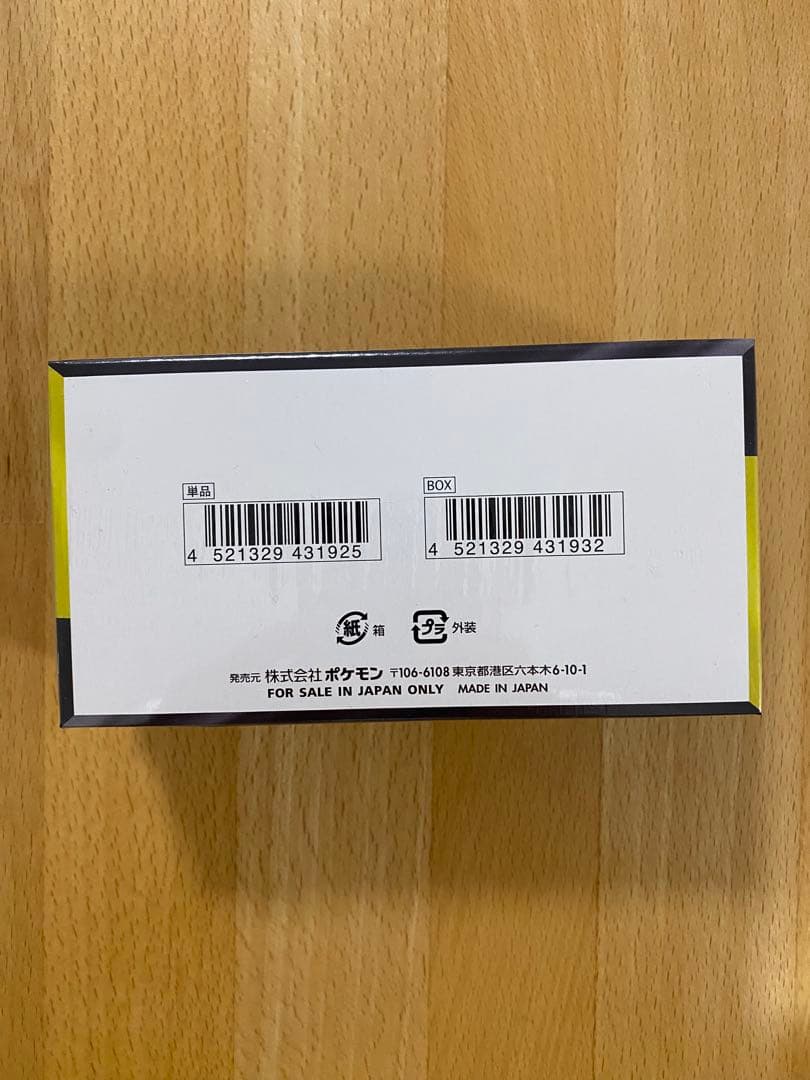 単品
4 521329 431925
BOX
4 521329 431932
紙 箱
プラ 外装
発売元 株式会社 ポケモン 〒106-6108 東京都港区六本木6-10-1
FOR SALE IN JAPAN ONLY MADE IN JAPAN